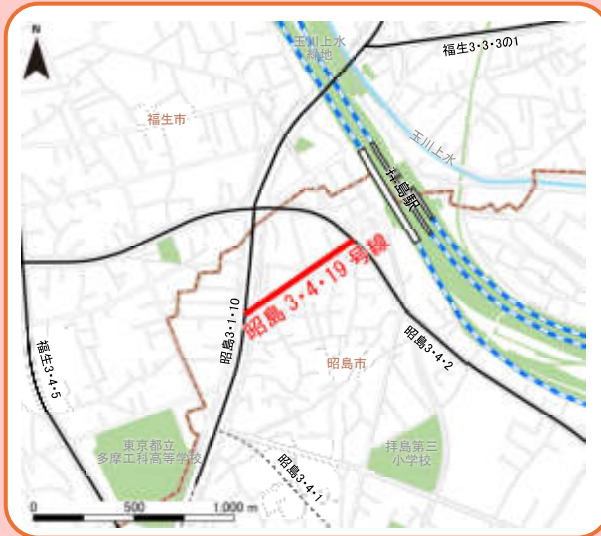 N
玉川上水
緑地
福生3・3・3の1
福生市
玉川上水
拝島駅
昭島 3・4・19 号線
昭島3・1・10
昭島3・4・2
福生3・4・5
昭島市
東京都立
多摩工科高等学校
拝島第三
小学校
昭島3・4・1
0 500 1,000 m